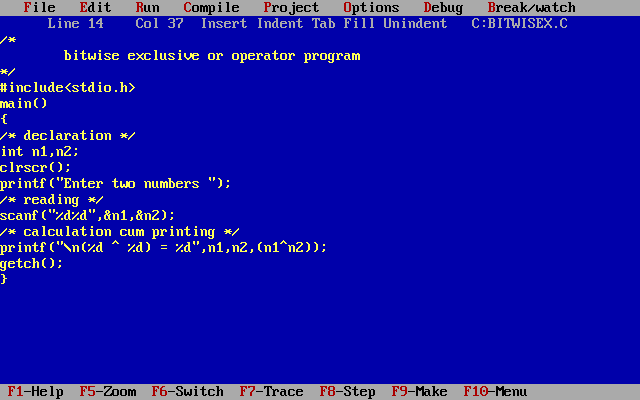 File Edit Run Compile Project Options Debug Break/watch
Line 14 Col 37 Insert Indent Tab Fill Unindent C:BITWISEX.C
/*
bitwise exclusive or operator program
*/
#include<stdio.h>
main()
{
/* declaration */
int n1,n2;
clrscr();
printf("Enter two numbers ");
/* reading */
scanf("%d%d",&n1,&n2);
/* calculation cum printing */
printf("\n(%d ^ %d) = %d",n1,n2,(n1^n2));
getch();
}
F1-Help F5-Zoom F6-Switch F7-Trace F8-Step F9-Make F10-Menu